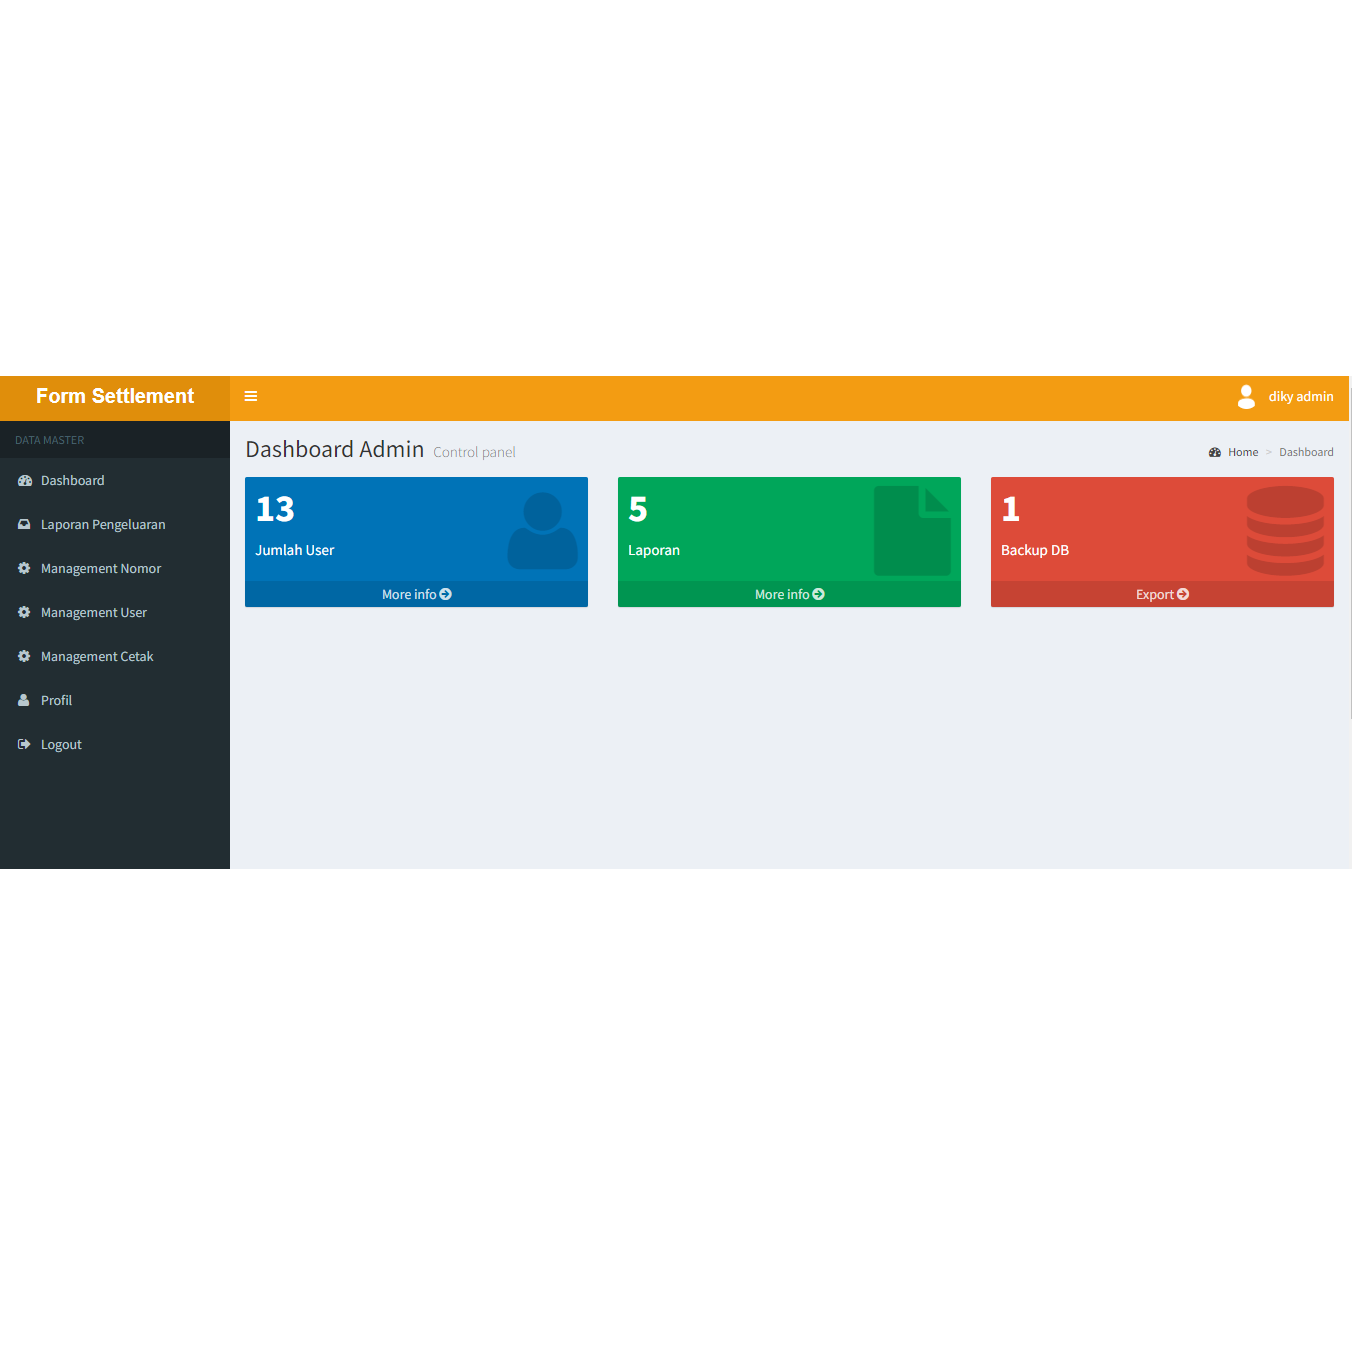 Form Settlement
diky admin
DATA MASTER
Dashboard
Laporan Pengeluaran
Management Nomor
Management User
Management Cetak
Profil
Logout
Dashboard Admin Control panel
Home > Dashboard
13
Jumlah User
More info
5
Laporan
More info
1
Backup DB
Export